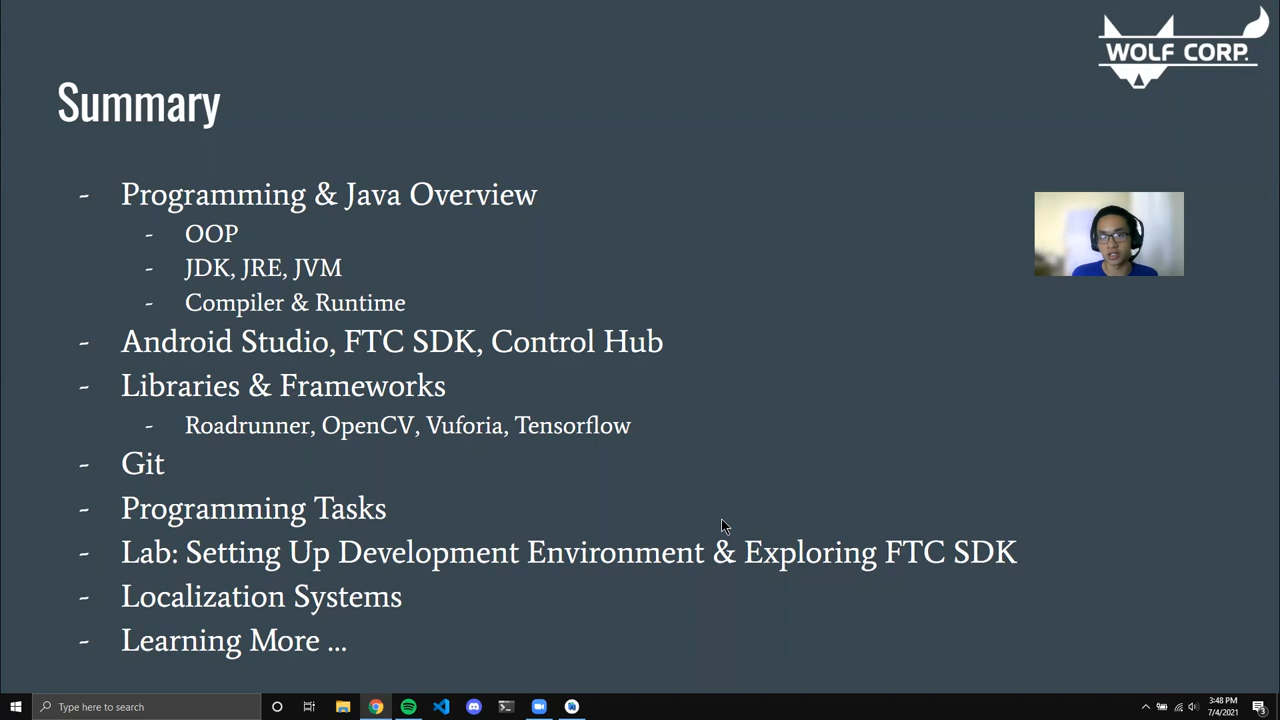 WOLF CORP.
Summary
- Programming & Java Overview
- OOP
- JDK, JRE, JVM
- Compiler & Runtime
- Android Studio, FTC SDK, Control Hub
- Libraries & Frameworks
- Roadrunner, OpenCV, Vuforia, Tensorflow
- Git
- Programming Tasks
- Lab: Setting Up Development Environment & Exploring FTC SDK
- Localization Systems
- Learning More ...
Type here to search
3:48 PM
7/4/2021
3